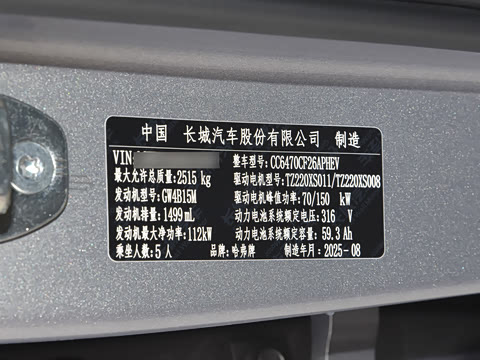 中国 长城汽车股份有限公司 制造
VIN: 整车型号:CC6470CF26APHEV
最大允许总质量:2515 kg 驱动电机型号:TZ220XS011/TZ220XS008
发动机型号:GW4B15M 驱动电机峰值功率:70/150 kW
发动机排量:1499mL 动力电池系统额定电压:316 V
发动机最大净功率:112kW 动力电池系统额定容量:59.3 Ah
乘坐人数:5人 品牌:哈弗牌 制造年月:2025-08